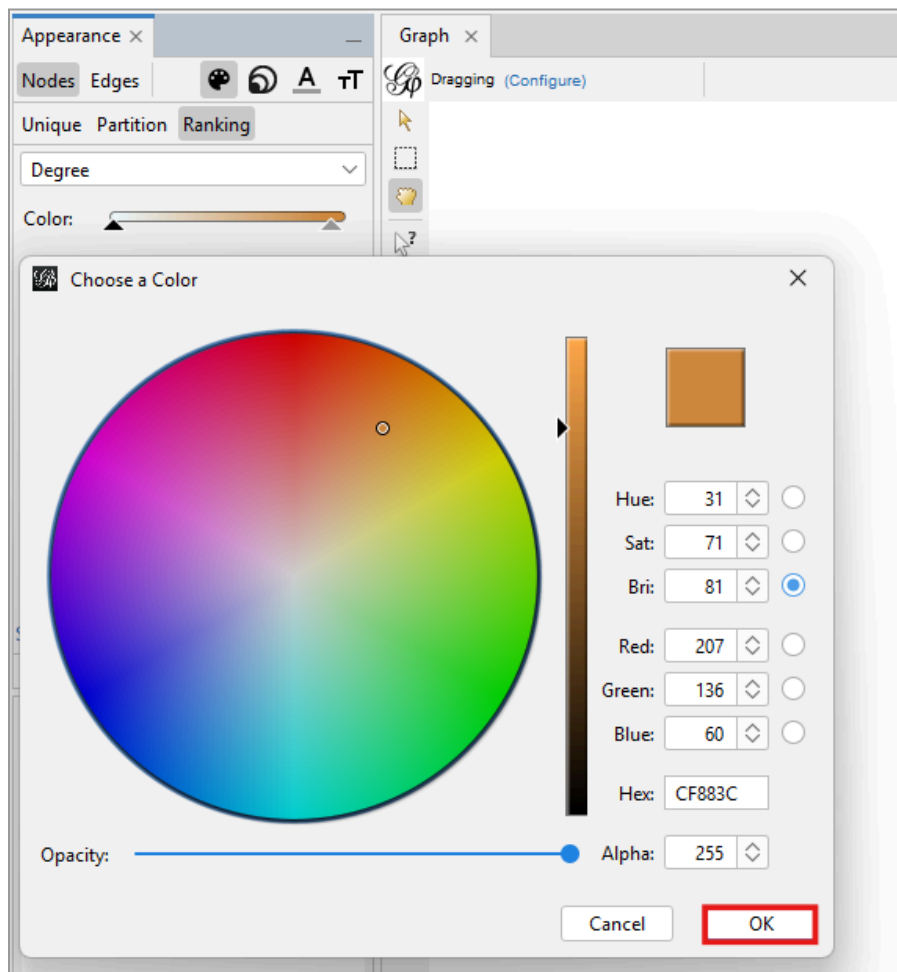 Appearance
Graph
Nodes Edges A TT
Dragging (Configure)
Unique Partition Ranking
Degree
Color:
?
Choose a Color
Hue: 31
Sat: 71
Bri: 81
Red: 207
Green: 136
Blue: 60
Hex: CF883C
Opacity:
Alpha: 255
Cancel OK